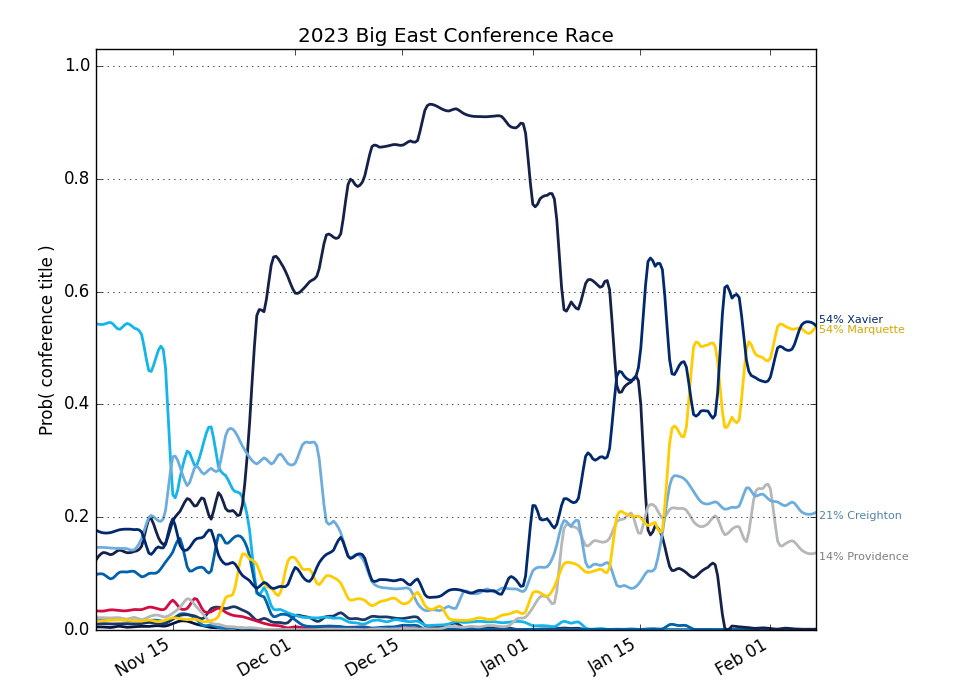 2023 Big East Conference Race
Prob( conference title )
1.0
0.8
0.6
0.4
0.2
0.0
54% Xavier
54% Marquette
21% Creighton
14% Providence
Nov 15
Dec 01
Dec 15
Jan 01
Jan 15
Feb 01